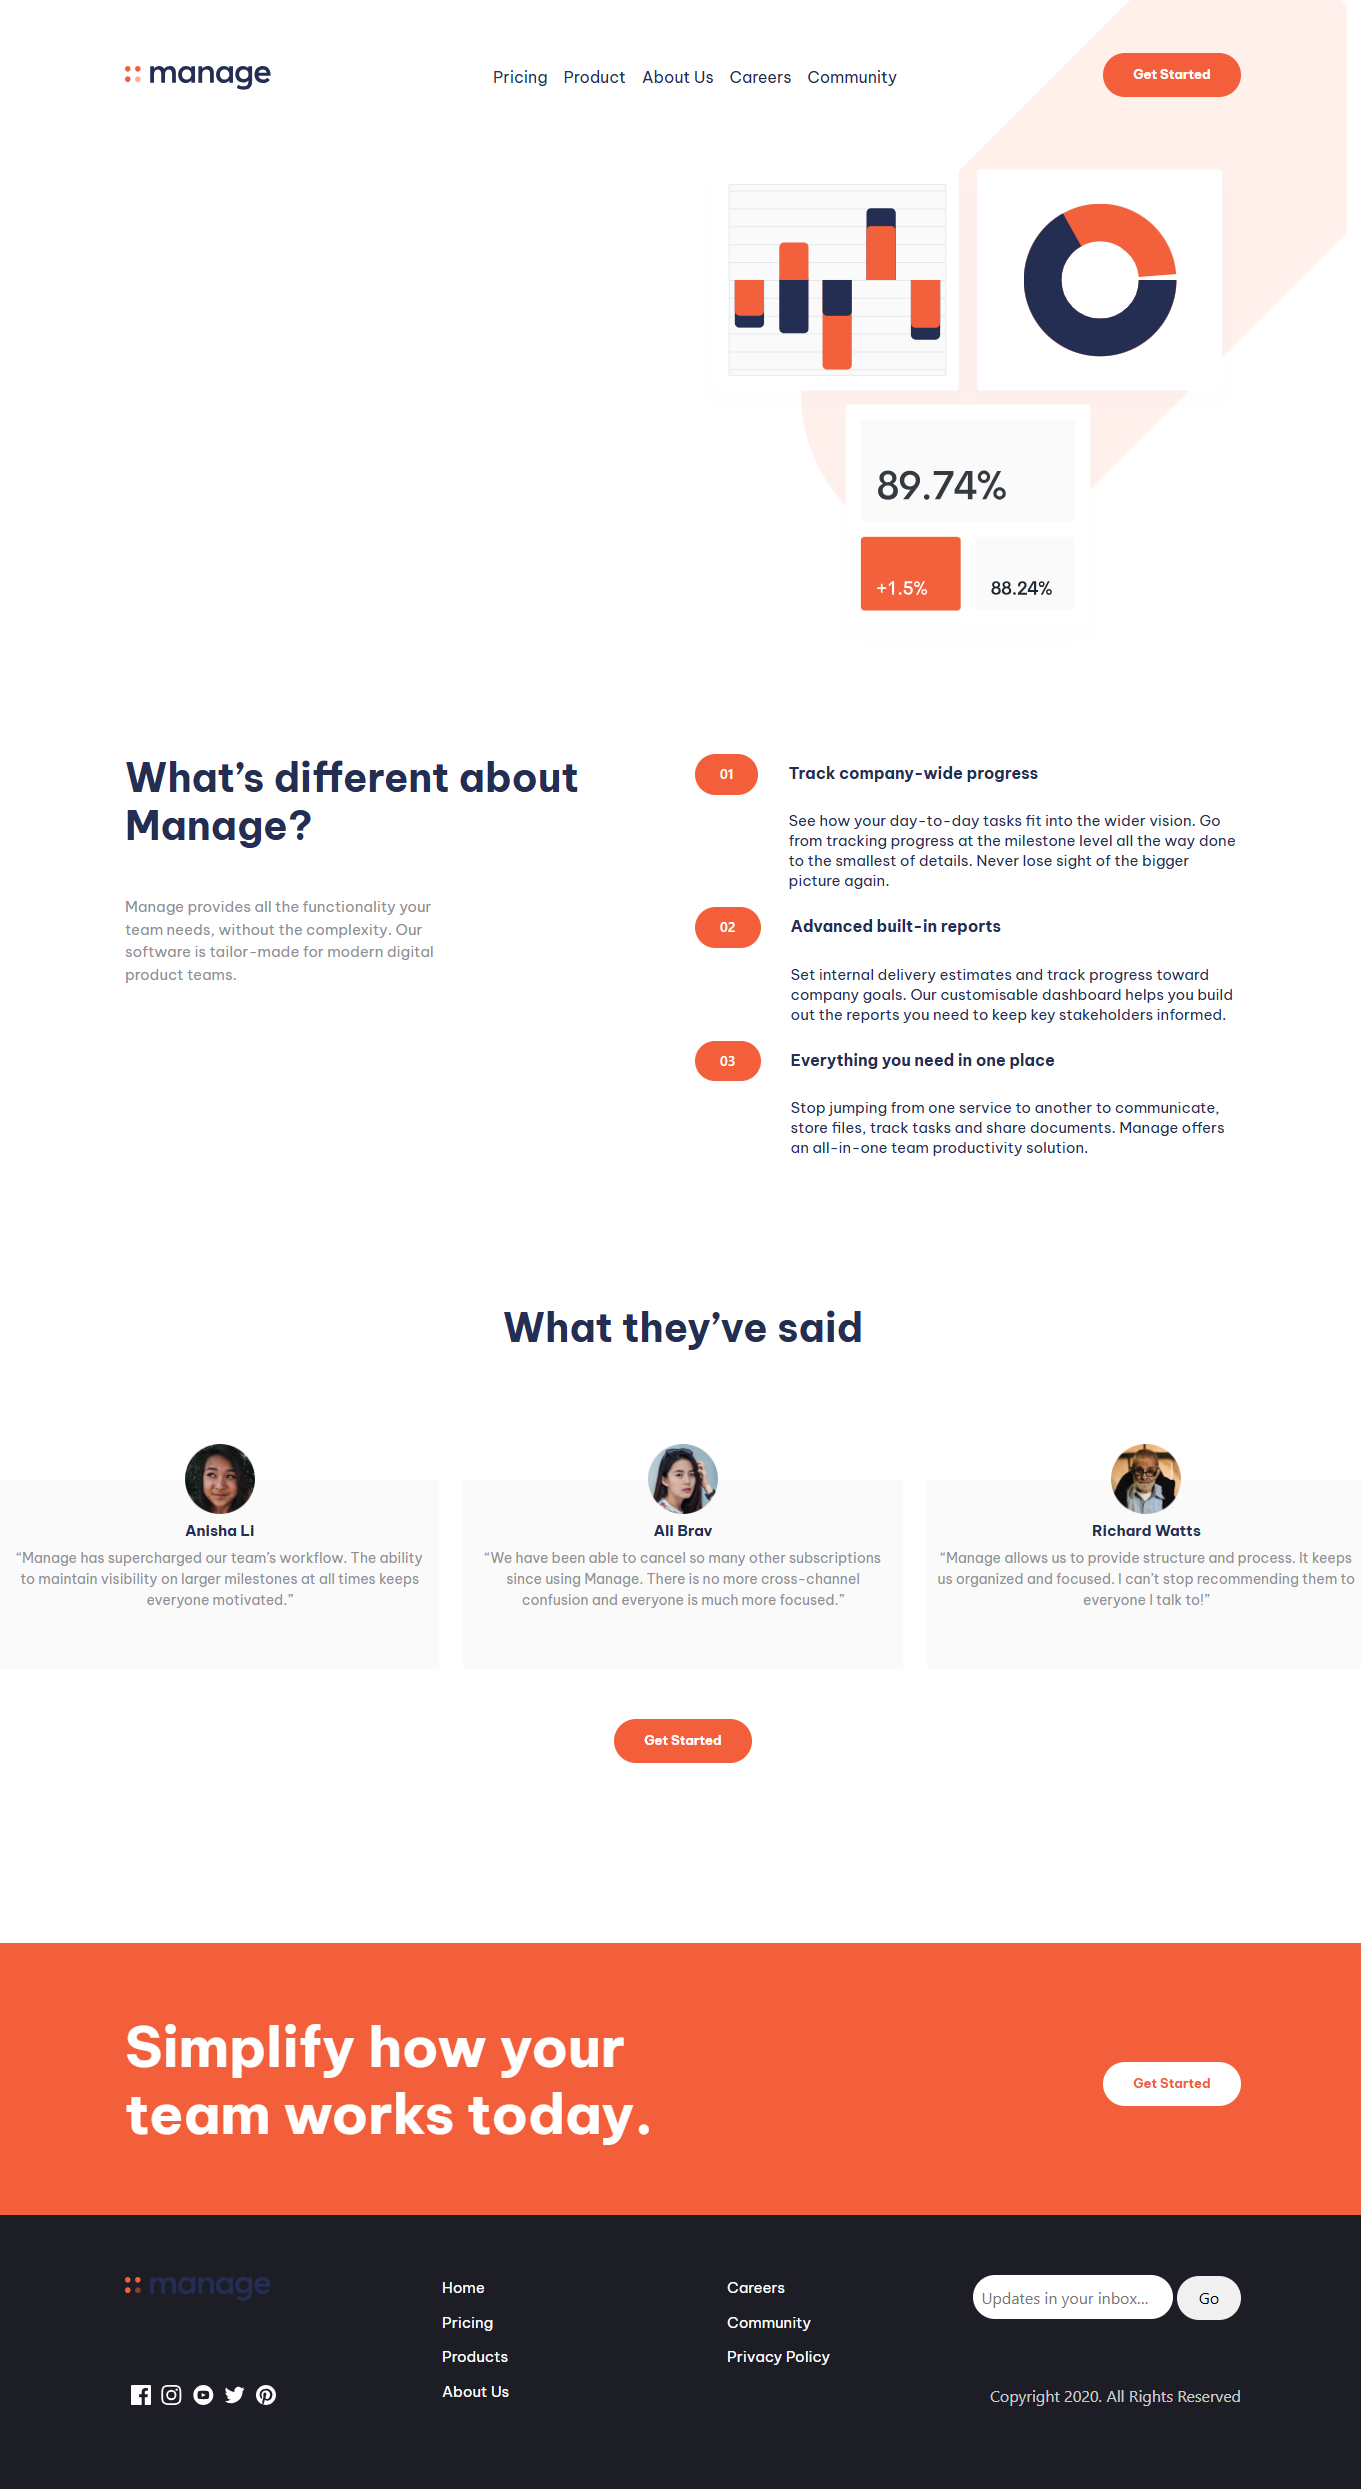 manage
Pricing Product About Us Careers Community
Get Started
89.74%
+1.5%
88.24%
What’s different about
Manage?
Manage provides all the functionality your
team needs, without the complexity. Our
software is tailor-made for modern digital
product teams.
01
Track company-wide progress
See how your day-to-day tasks fit into the wider vision. Go
from tracking progress at the milestone level all the way done
to the smallest of details. Never lose sight of the bigger
picture again.
02
Advanced built-in reports
Set internal delivery estimates and track progress toward
company goals. Our customisable dashboard helps you build
out the reports you need to keep key stakeholders informed.
03
Everything you need in one place
Stop jumping from one service to another to communicate,
store files, track tasks and share documents. Manage offers
an all-in-one team productivity solution.
What they’ve said
Anisha Li
“Manage has supercharged our team’s workflow. The ability
to maintain visibility on larger milestones at all times keeps
everyone motivated.”
Ali Brav
“We have been able to cancel so many other subscriptions
since using Manage. There is no more cross-channel
confusion and everyone is much more focused.”
Richard Watts
“Manage allows us to provide structure and process. It keeps
us organized and focused. I can’t stop recommending them to
everyone I talk to!”
Get Started
Simplify how your
team works today.
Get Started
manage
Home
Pricing
Products
About Us
Careers
Community
Privacy Policy
Updates in your inbox...
Go
Copyright 2020. All Rights Reserved